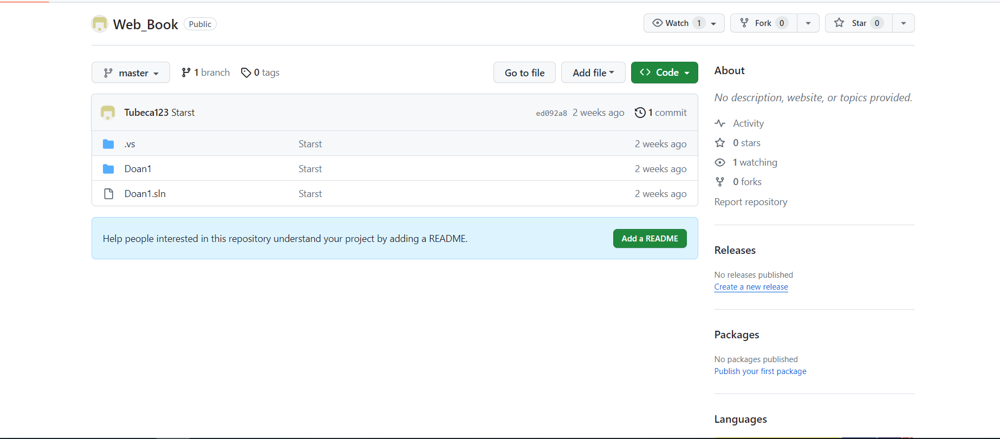 Web_Book Public
Watch 1 Fork 0 Star 0
master 1 branch 0 tags Go to file Add file Code
Tubeca123 Starst ed092a8 2 weeks ago 1 commit
.vs Starst 2 weeks ago
Doan1 Starst 2 weeks ago
Doan1.sln Starst 2 weeks ago
Help people interested in this repository understand your project by adding a README. Add a README
About
No description, website, or topics provided.
Activity
0 stars
1 watching
0 forks
Report repository
Releases
No releases published
Create a new release
Packages
No packages published
Publish your first package
Languages